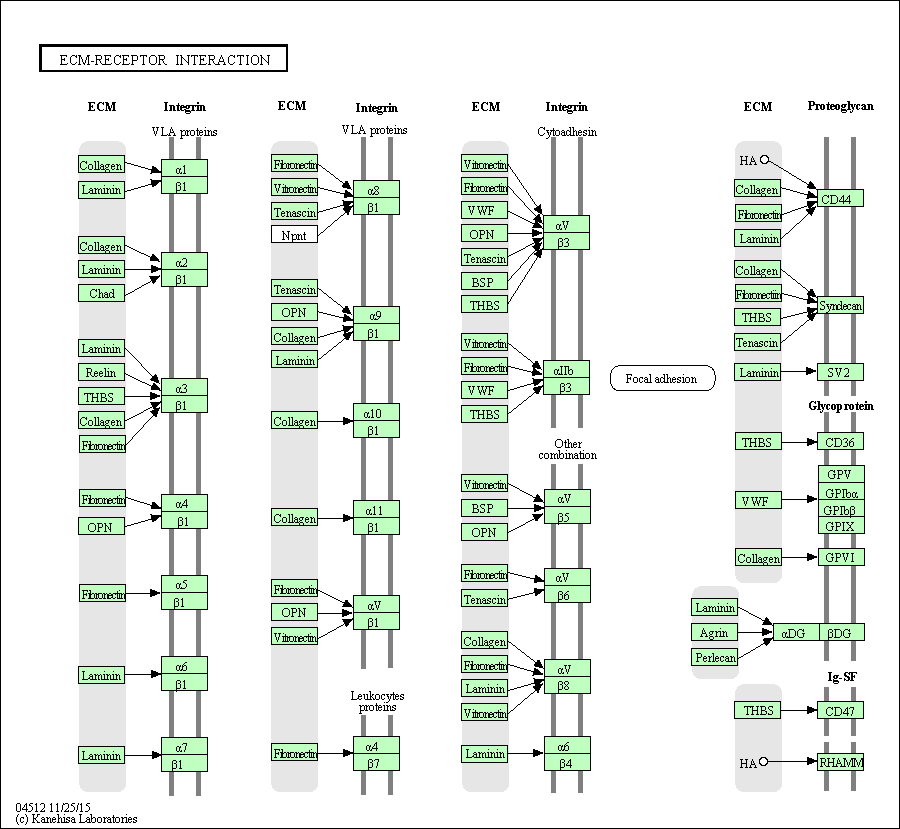 ECM-RECEPTOR INTERACTION
ECM
Integrin
VLA proteins
Collagen
Laminin
α1
β1
Collagen
Laminin
Chad
α2
β1
Laminin
Reelin
THBS
Collagen
Fibronectin
α3
β1
Fibronectin
OPN
α4
β1
Fibronectin
α5
β1
Laminin
α6
β1
Laminin
α7
β1
ECM
Integrin
VLA proteins
Fibronectin
Vitronectin
Tenascin
Npnt
α8
β1
Tenascin
OPN
Collagen
Laminin
α9
β1
Collagen
α10
β1
Collagen
α11
β1
Fibronectin
OPN
Vitronectin
αV
β1
Leukocytes
proteins
Fibronectin
α4
β7
ECM
Integrin
Cytoadhesin
Vitronectin
Fibronectin
VWF
OPN
Tenascin
BSP
THBS
αV
β3
Vitronectin
Fibronectin
VWF
THBS
αIIb
β3
Other
combination
Vitronectin
BSP
OPN
αV
β5
Fibronectin
Tenascin
αV
β6
Collagen
Fibronectin
Laminin
Vitronectin
αV
β8
Laminin
α6
β4
Focal adhesion
ECM
Proteoglycan
HA
Collagen
Fibronectin
Laminin
CD44
Collagen
Fibronectin
THBS
Tenascin
Syndecan
Laminin
SV2
Glycoprotein
THBS
CD36
VWF
GPV
GPIbα
GPIbβ
GPIX
Collagen
GPVI
Laminin
Agrin
Perlecan
αDG
βDG
Ig-SF
THBS
CD47
HA
RHAMM
04512 11/25/15
(c) Kanehisa Laboratories